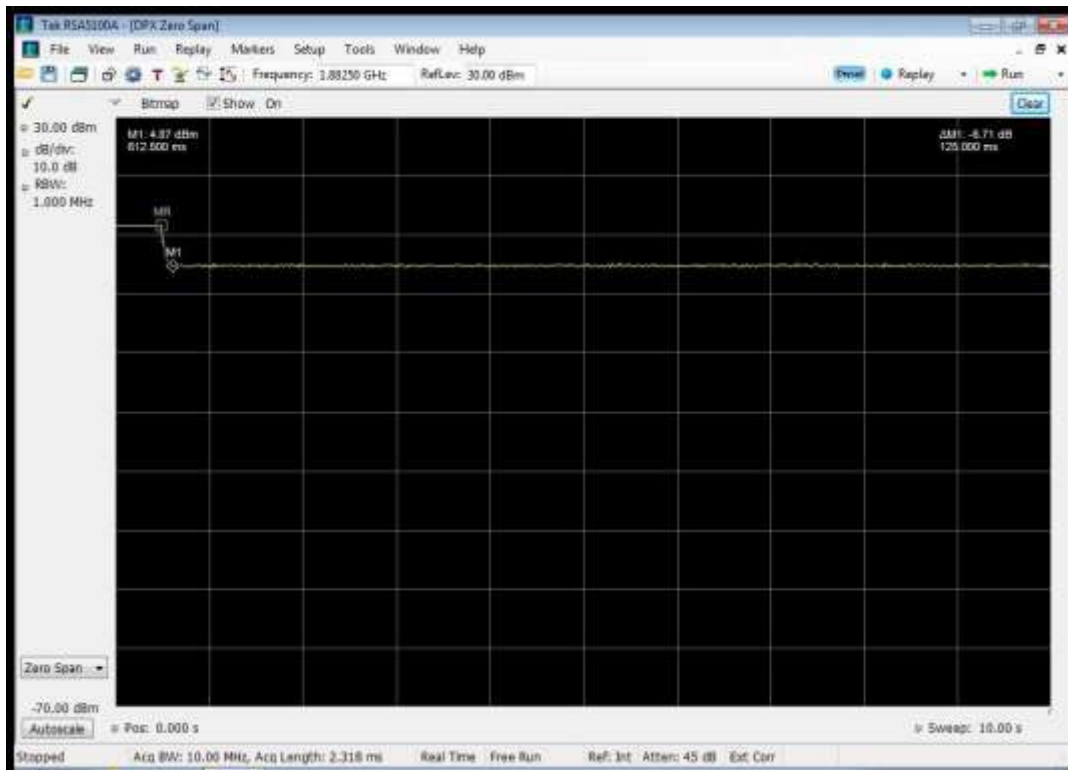 Tek RSA5100A - [DPX Zero Span]
File View Run Replay Markers Setup Tools Window Help
T Frequency: 1.88250 GHz RefLev: 30.00 dBm Preset Replay Run
Bitmap Show On Clear
30.00 dBm
dB/div:
10.0 dB
RBW:
1.000 MHz
M1: 4.87 dBm
612.500 ms
ΔM1: -6.71 dB
125.000 ms
MR
M1
Zero Span
-70.00 dBm
Autoscale Pos: 0.000 s Sweep: 10.00 s
Stopped Acq BW: 10.00 MHz, Acq Length: 2.318 ms Real Time Free Run Ref: Int Atten: 45 dB Ext Corr